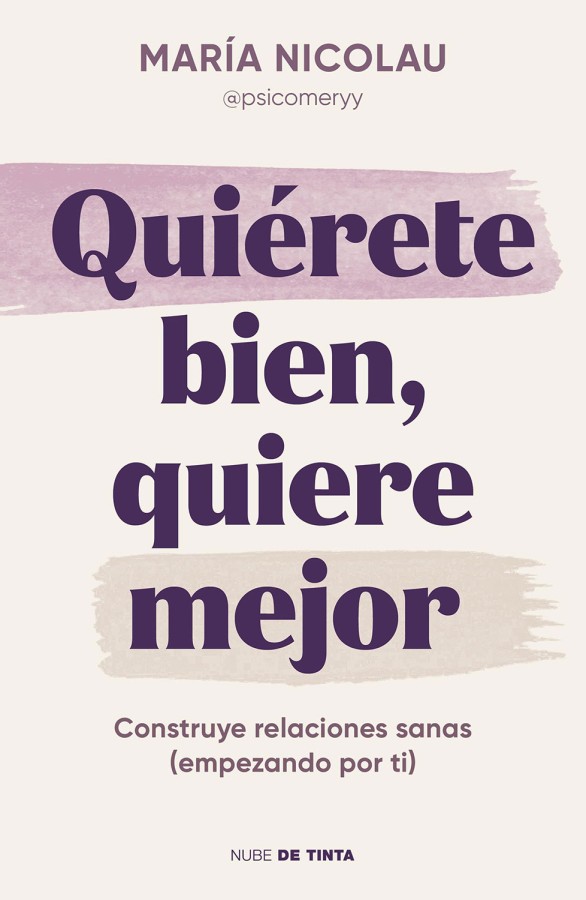 MARÍA NICOLAU
@psicomeryy
Quiérete
bien,
quiere
mejor
Construye relaciones sanas
(empezando por ti)
NUBE DE TINTA